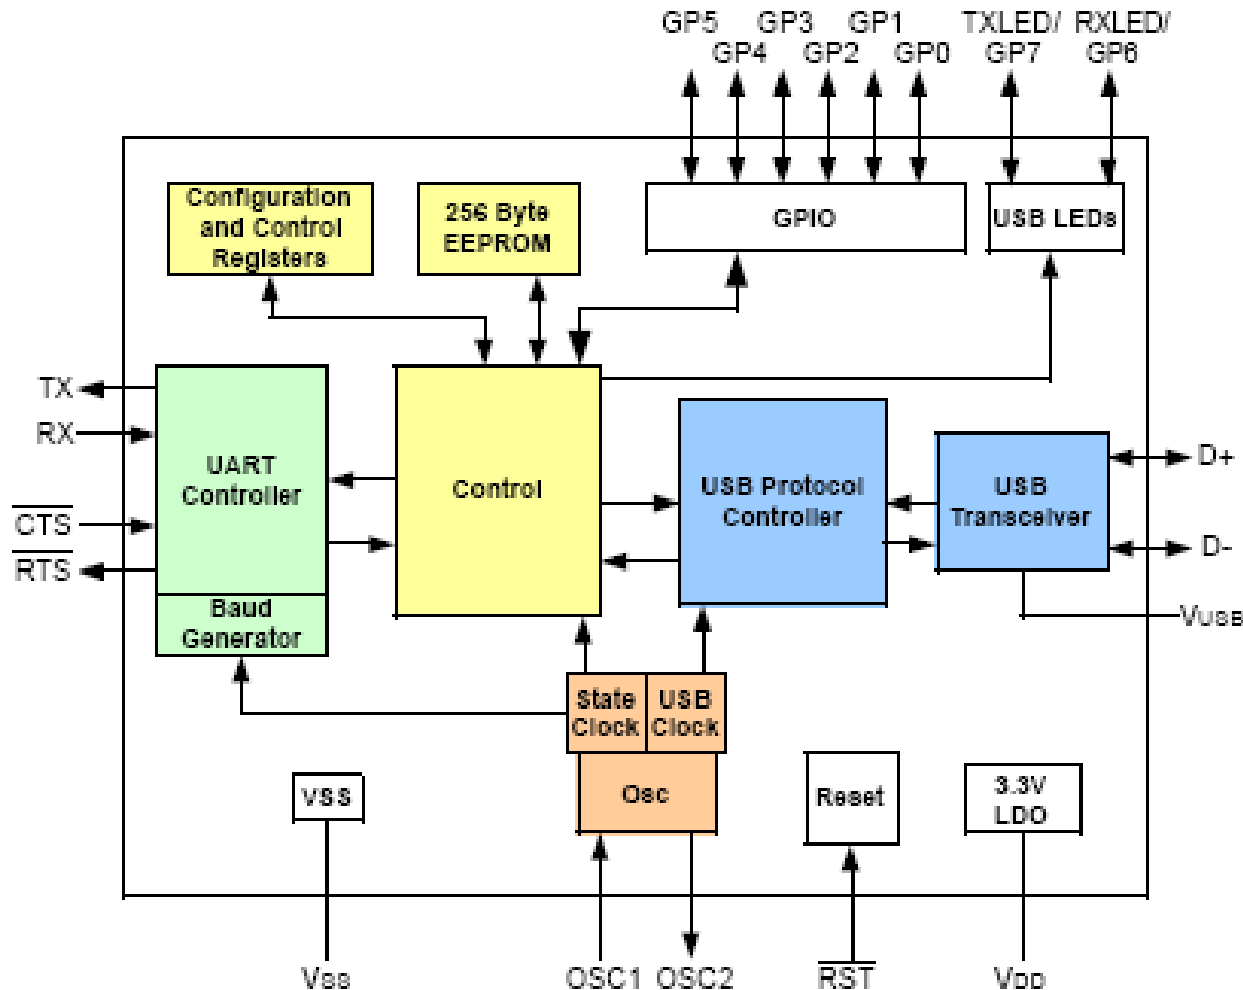 GP5 GP3 GP1 TXLED/ RXLED/
GP4 GP2 GP0 GP7 GP6
Configuration
and Control
Registers
256 Byte
EEPROM
GPIO
USB LEDs
TX
RX
CTS
RTS
UART
Controller
Baud
Generator
Control
USB Protocol
Controller
USB
Transceiver
D+
D-
VUSB
State
Clock
USB
Clock
Osc
VSS
Reset
3.3V
LDO
Vss
OSC1
OSC2
RST
VDD